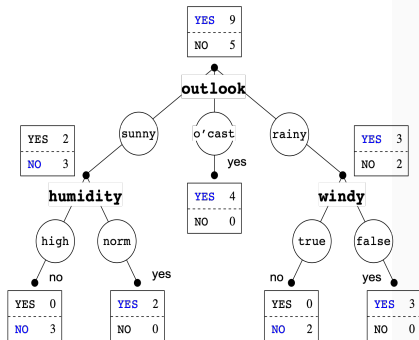 YES 9
NO 5
outlook
sunny
o'cast
rainy
yes
YES 2
NO 3
YES 3
NO 2
humidity
YES 4
NO 0
windy
high
norm
true
false
no
yes
no
yes
YES 0
NO 3
YES 2
NO 0
YES 0
NO 2
YES 3
NO 0